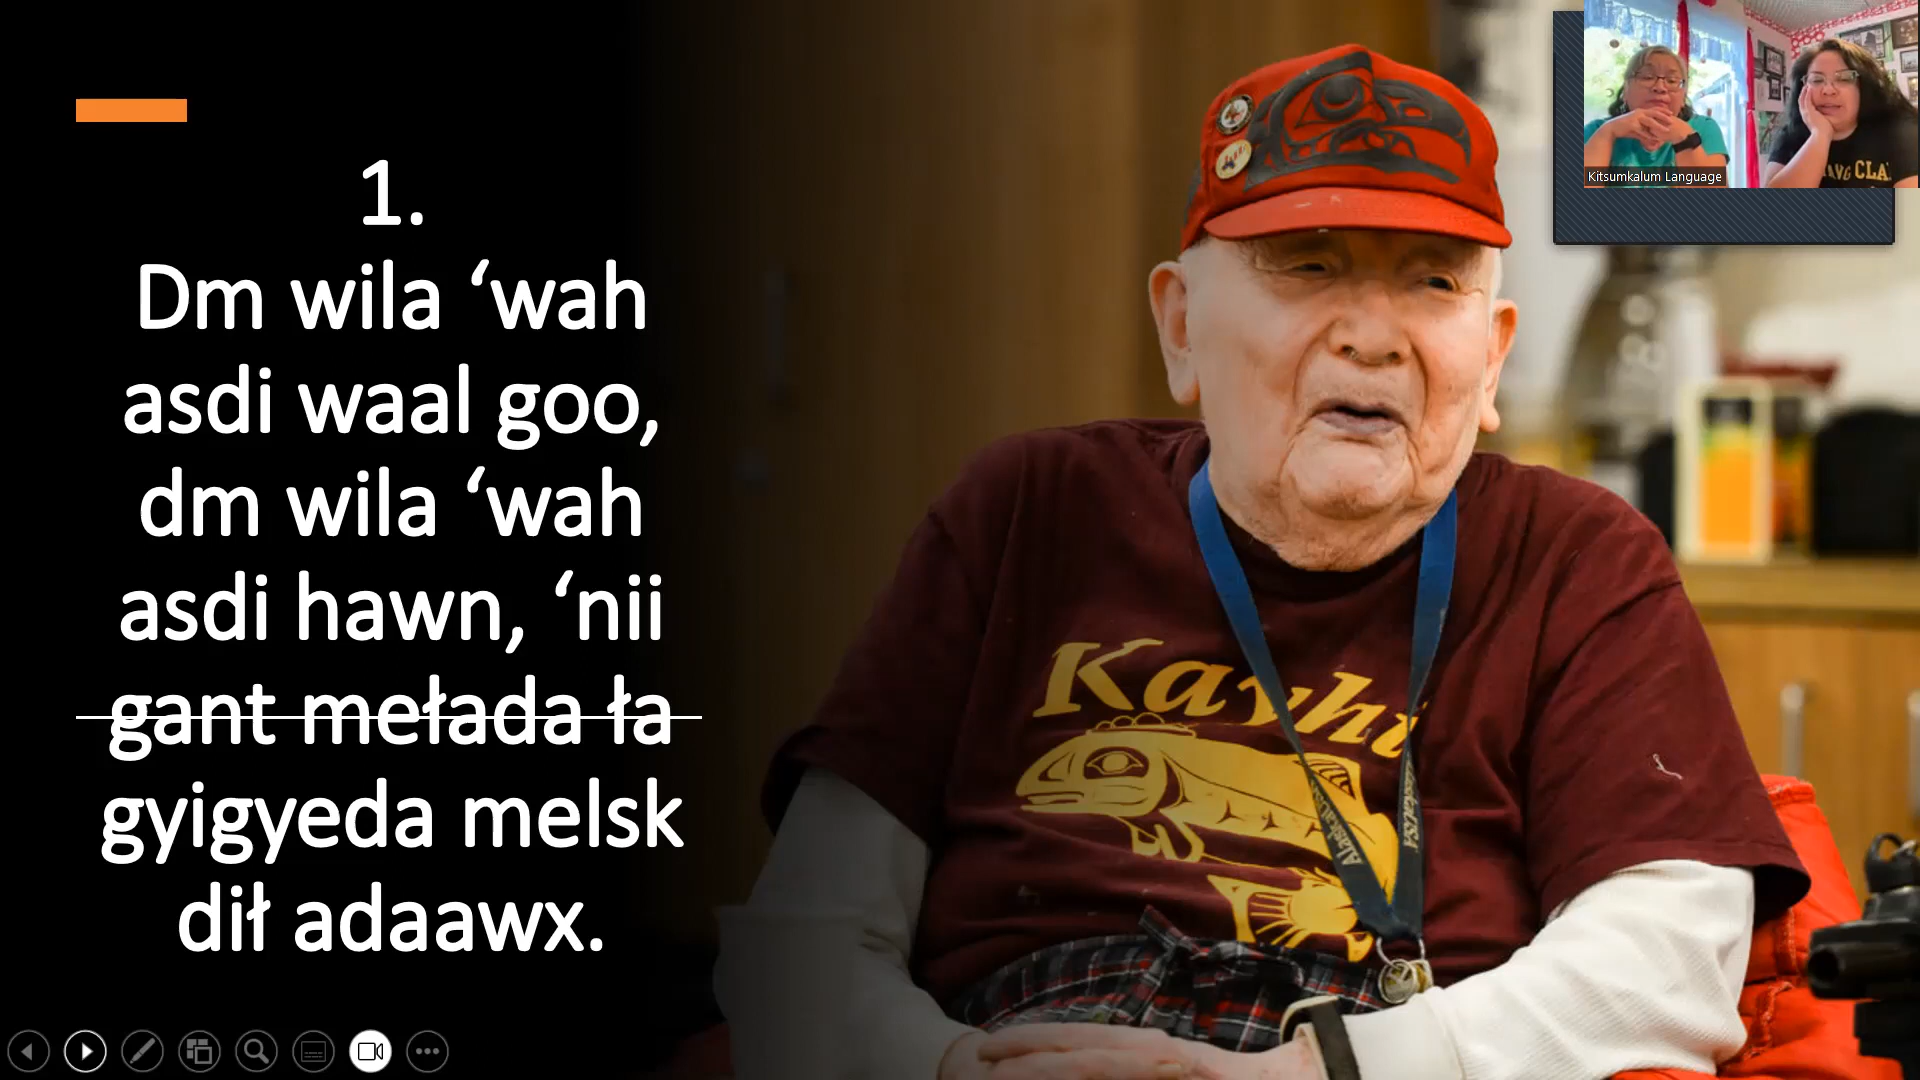 1.
Dm wila ‘wah
asdi waal goo,
dm wila ‘wah
asdi hawn, ‘nii
gant mełada ła
gyigyeda melsk
dił adaawx.
Kitsumkalum Language
Kayhi